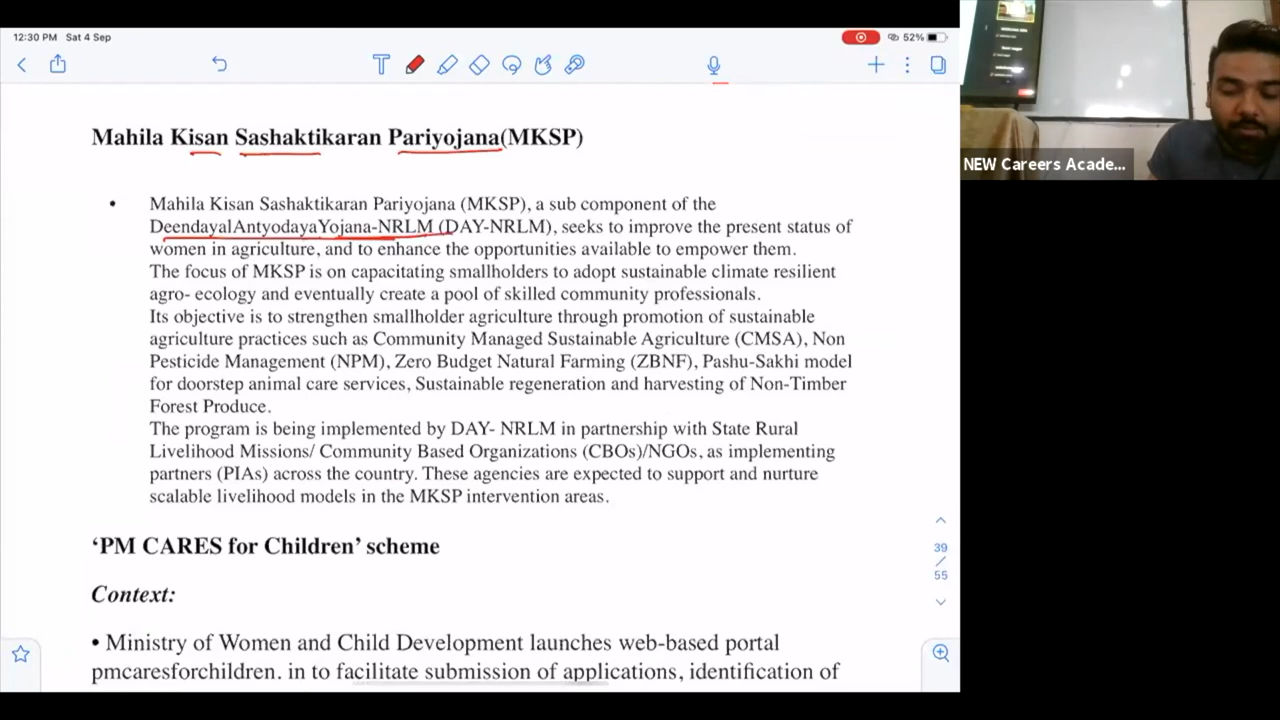 12:30 PM Sat 4 Sep
52%
T
Mahila Kisan Sashaktikaran Pariyojana(MKSP)
• Mahila Kisan Sashaktikaran Pariyojana (MKSP), a sub component of the
DeendayalAntyodayaYojana-NRLM (DAY-NRLM), seeks to improve the present status of
women in agriculture, and to enhance the opportunities available to empower them.
The focus of MKSP is on capacitating smallholders to adopt sustainable climate resilient
agro- ecology and eventually create a pool of skilled community professionals.
Its objective is to strengthen smallholder agriculture through promotion of sustainable
agriculture practices such as Community Managed Sustainable Agriculture (CMSA), Non
Pesticide Management (NPM), Zero Budget Natural Farming (ZBNF), Pashu-Sakhi model
for doorstep animal care services, Sustainable regeneration and harvesting of Non-Timber
Forest Produce.
The program is being implemented by DAY- NRLM in partnership with State Rural
Livelihood Missions/ Community Based Organizations (CBOs)/NGOs, as implementing
partners (PIAs) across the country. These agencies are expected to support and nurture
scalable livelihood models in the MKSP intervention areas.
‘PM CARES for Children’ scheme
Context:
• Ministry of Women and Child Development launches web-based portal
pmcaresforchildren. in to facilitate submission of applications, identification of
39
/
55
NEW Careers Acade...